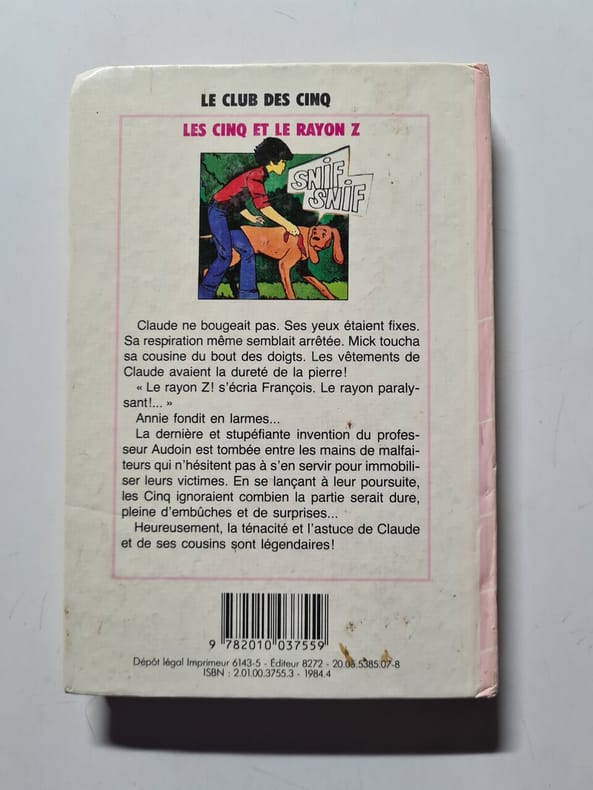 LE CLUB DES CINQ
LES CINQ ET LE RAYON Z
SNIF
SNIF
Claude ne bougeait pas. Ses yeux étaient fixes.
Sa respiration même semblait arrêtée. Mick toucha
sa cousine du bout des doigts. Les vêtements de
Claude avaient la dureté de la pierre!
« Le rayon Z! s'écria François. Le rayon paraly-
sant!... »
Annie fondit en larmes...
La dernière et stupéfiante invention du profes-
seur Audoin est tombée entre les mains de malfai-
teurs qui n'hésitent pas à s'en servir pour immobili-
ser leurs victimes. En se lançant à leur poursuite,
les Cinq ignoraient combien la partie serait dure,
pleine d'embûches et de surprises...
Heureusement, la ténacité et l'astuce de Claude
et de ses cousins sont légendaires!
9 782010 037559
Dépôt légal Imprimeur 6143-5 - Éditeur 8272 - 20.05.5385.07-8
ISBN : 2.01.00.3755.3 - 1984.4